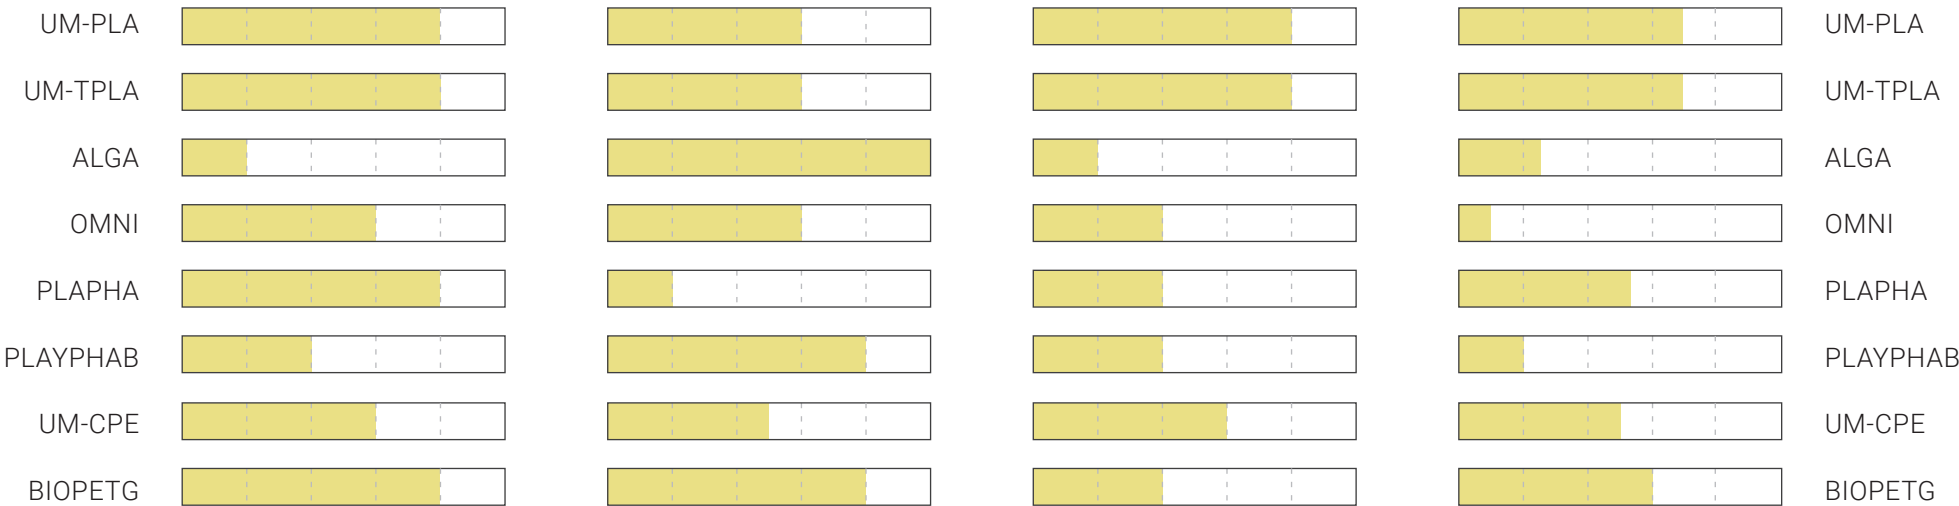 UM-PLA UM-PLA
UM-TPLA UM-TPLA
ALGA ALGA
OMNI OMNI
PLAPHA PLAPHA
PLAYPHAB PLAYPHAB
UM-CPE UM-CPE
BIOPETG BIOPETG